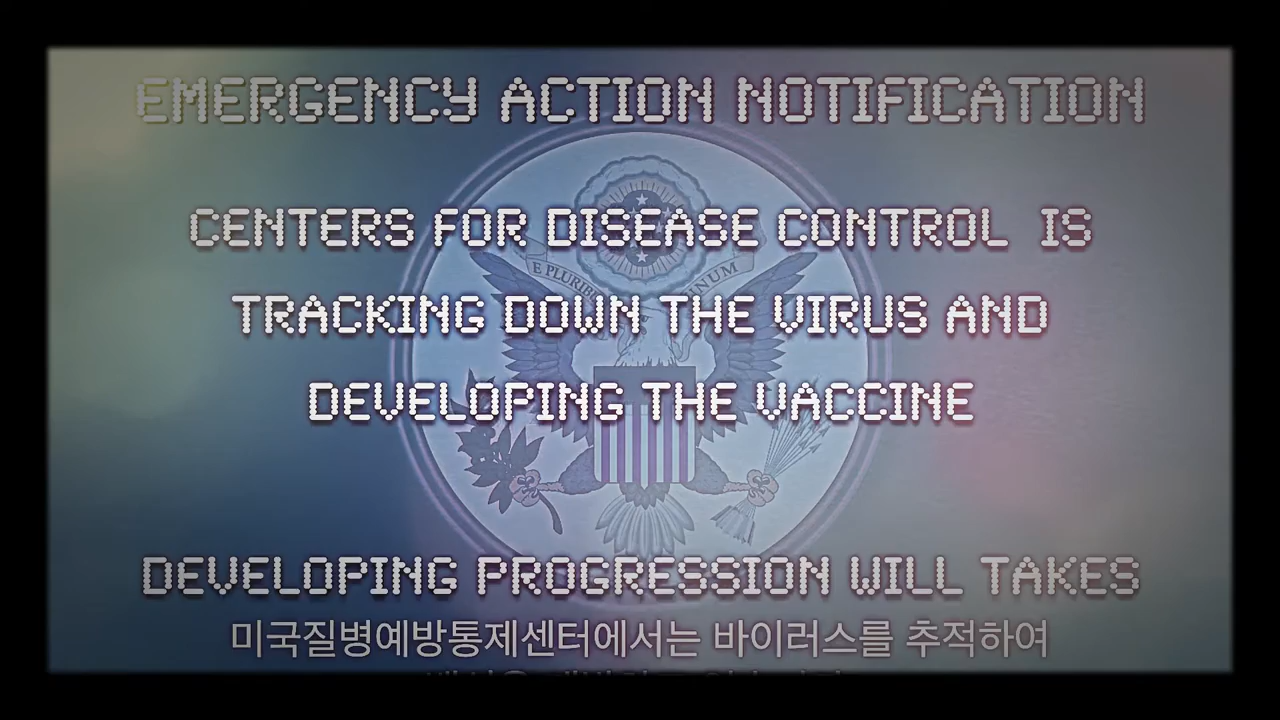 EMERGENCY ACTION NOTIFICATION
CENTERS FOR DISEASE CONTROL IS
E PLURIB INUM
TRACKING DOWN THE VIRUS AND
DEVELOPING THE VACCINE
DEVELOPING PROGRESSION WILL TAKES
미국질병예방통제센터에서는 바이러스를 추적하여